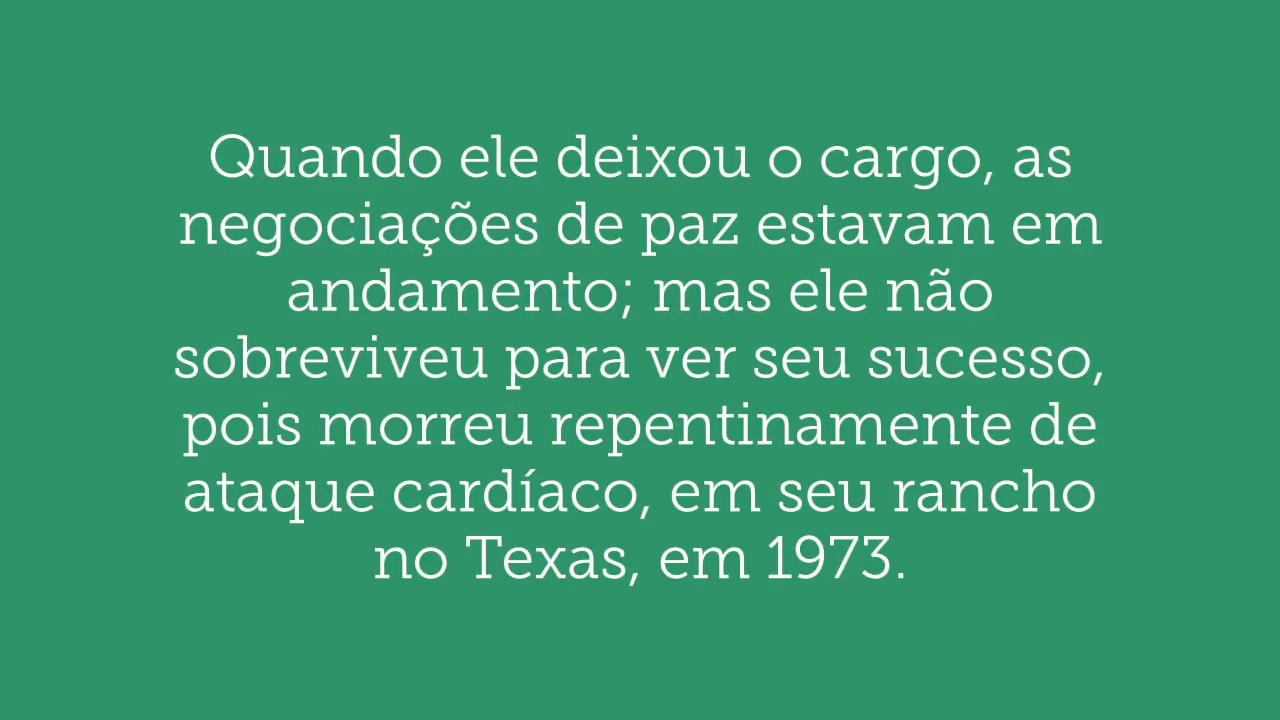 Quando ele deixou o cargo, as
negociações de paz estavam em
andamento; mas ele não
sobreviveu para ver seu sucesso,
pois morreu repentinamente de
ataque cardíaco, em seu rancho
no Texas, em 1973.